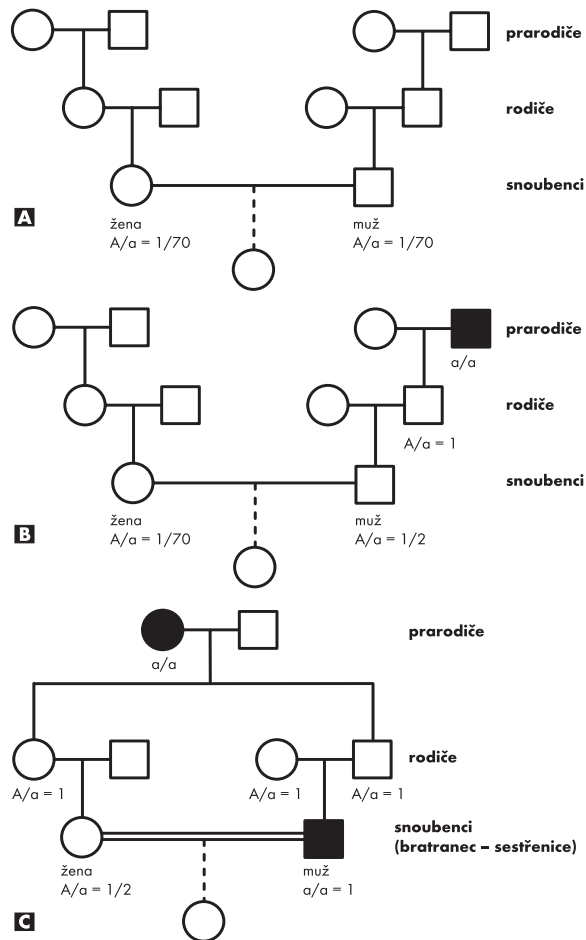 prarodiče
rodiče
snoubenci
žena
A/a = 1/70
muž
A/a = 1/70
A
prarodiče
a/a
rodiče
A/a = 1
snoubenci
žena
A/a = 1/70
muž
A/a = 1/2
B
prarodiče
a/a
rodiče
A/a = 1
A/a = 1
A/a = 1
snoubenci
(bratranec – sestřenice)
žena
A/a = 1/2
muž
a/a = 1
C